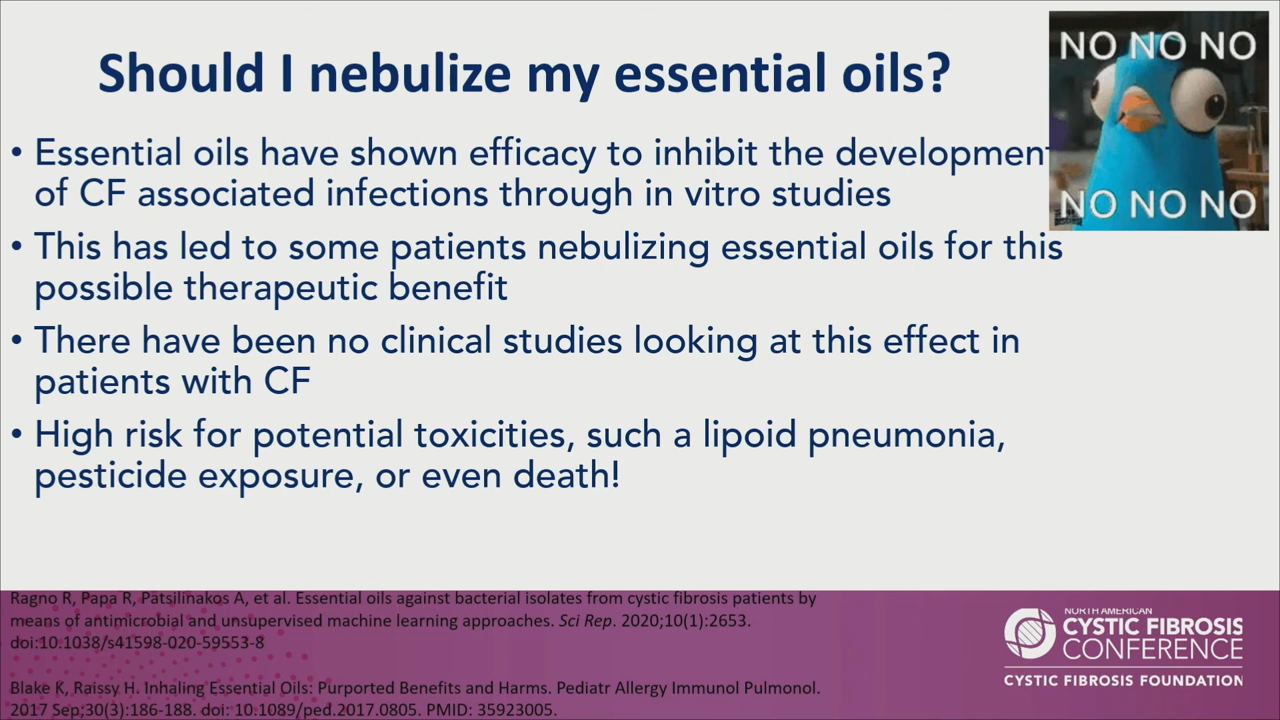 Should I nebulize my essential oils?
NO NO NO
NO NO NO
• Essential oils have shown efficacy to inhibit the development
of CF associated infections through in vitro studies
• This has led to some patients nebulizing essential oils for this
possible therapeutic benefit
• There have been no clinical studies looking at this effect in
patients with CF
• High risk for potential toxicities, such a lipoid pneumonia,
pesticide exposure, or even death!
Ragno R, Papa R, Patsilinakos A, et al. Essential oils against bacterial isolates from cystic fibrosis patients by
means of antimicrobial and unsupervised machine learning approaches. Sci Rep. 2020;10(1):2653.
doi:10.1038/s41598-020-59553-8
Blake K, Raissy H. Inhaling Essential Oils: Purported Benefits and Harms. Pediatr Allergy Immunol Pulmonol.
2017 Sep;30(3):186-188. doi: 10.1089/ped.2017.0805. PMID: 35923005.
NORTH AMERICAN
CYSTIC FIBROSIS
CONFERENCE
CYSTIC FIBROSIS FOUNDATION